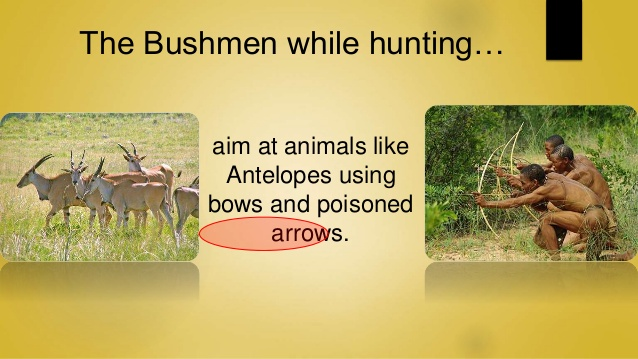 The Bushmen while hunting…
aim at animals like
Antelopes using
bows and poisoned
arrows.